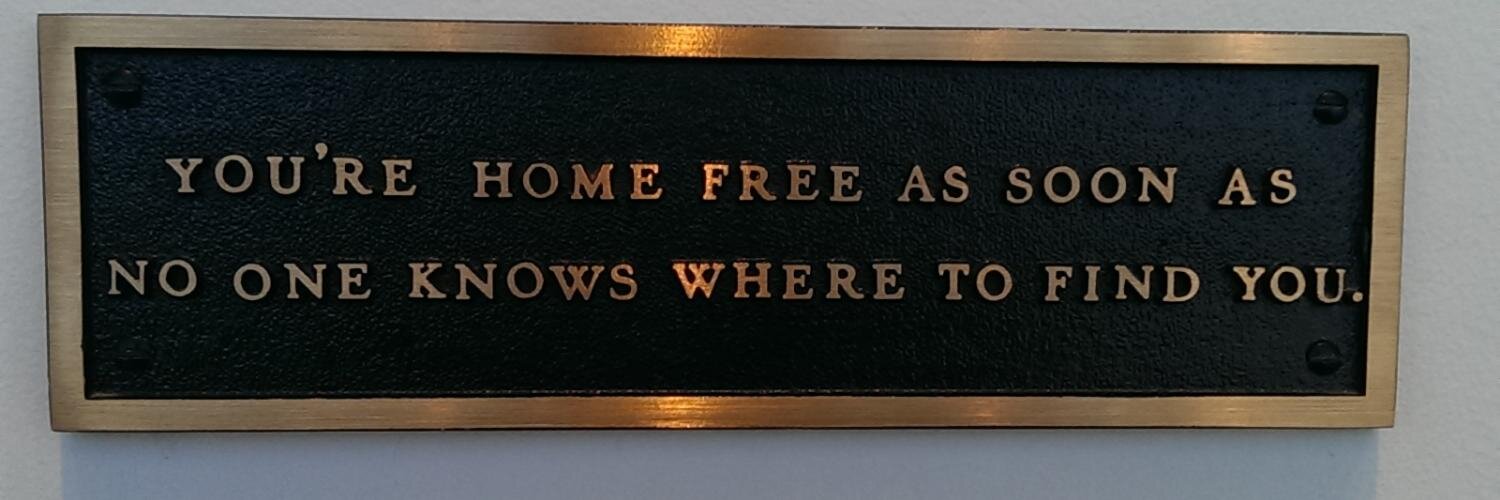 YOU'RE HOME FREE AS SOON AS
NO ONE KNOWS WHERE TO FIND YOU.